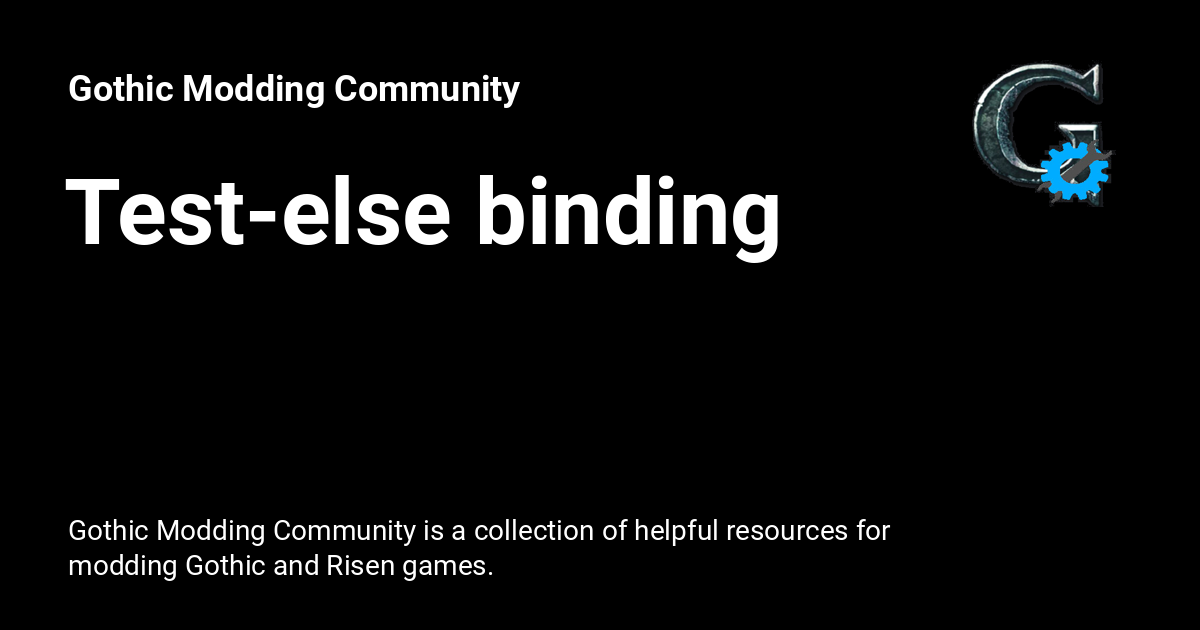 Gothic Modding Community
Test-else binding
Gothic Modding Community is a collection of helpful resources for
modding Gothic and Risen games.